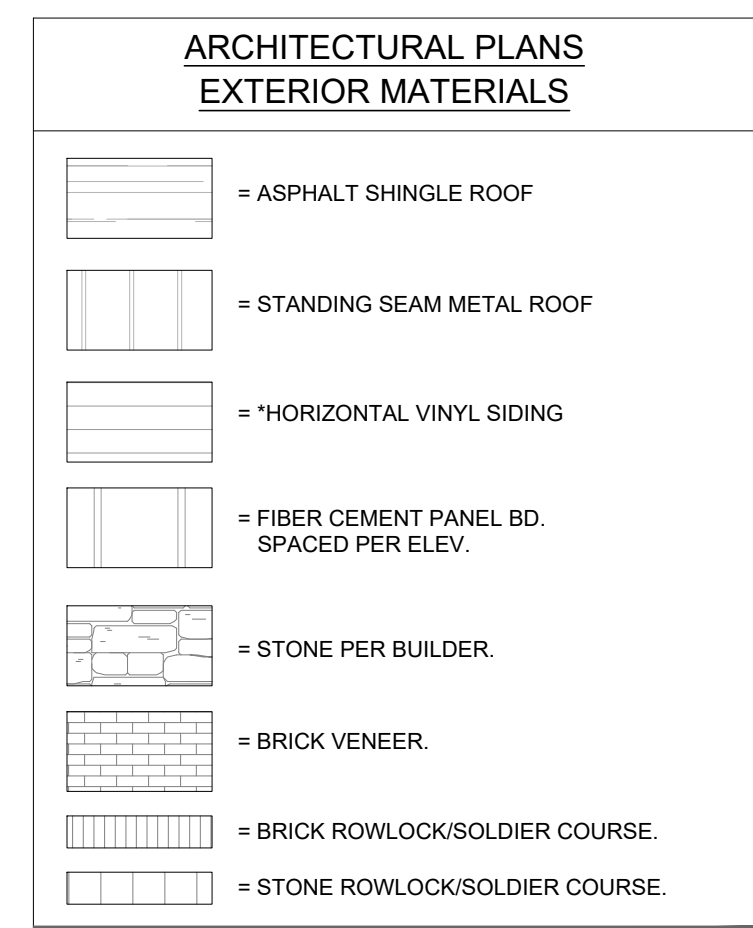 ARCHITECTURAL PLANS
EXTERIOR MATERIALS
= ASPHALT SHINGLE ROOF
= STANDING SEAM METAL ROOF
= *HORIZONTAL VINYL SIDING
= FIBER CEMENT PANEL BD.
SPACED PER ELEV.
= STONE PER BUILDER.
= BRICK VENEER.
= BRICK ROWLOCK/SOLDIER COURSE.
= STONE ROWLOCK/SOLDIER COURSE.